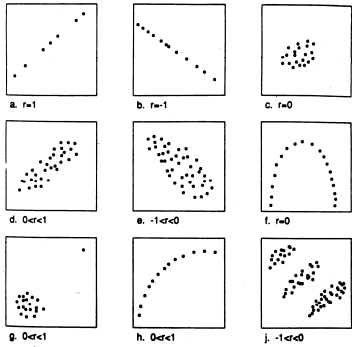 a. r=1
b. r=-1
c. r=0
d. 0<r<1
e. -1<r<0
f. r=0
g. 0<r<1
h. 0<r<1
j. -1<r<0